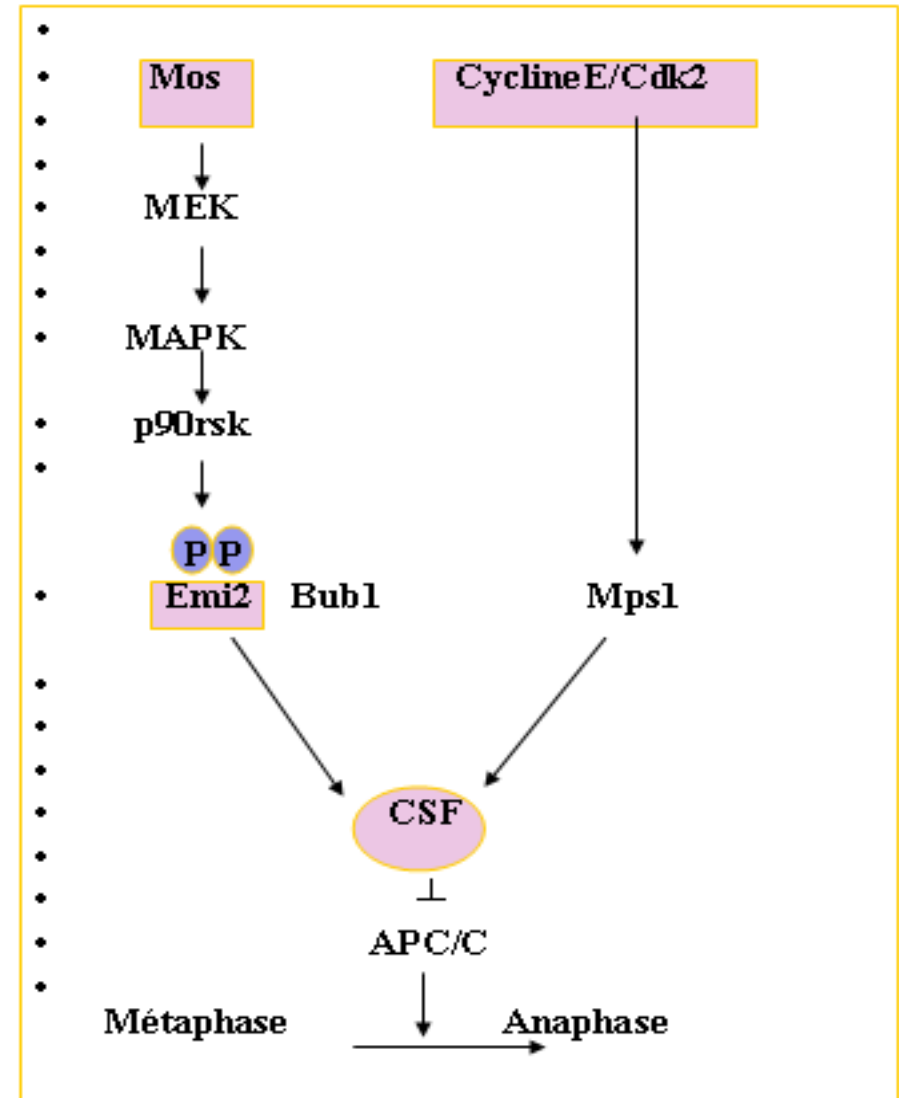 Mos CyclineE/Cdk2
MEK
MAPK
p90rsk
P P
Emi2 Bub1 Mps1
CSF
APC/C
Métaphase Anaphase